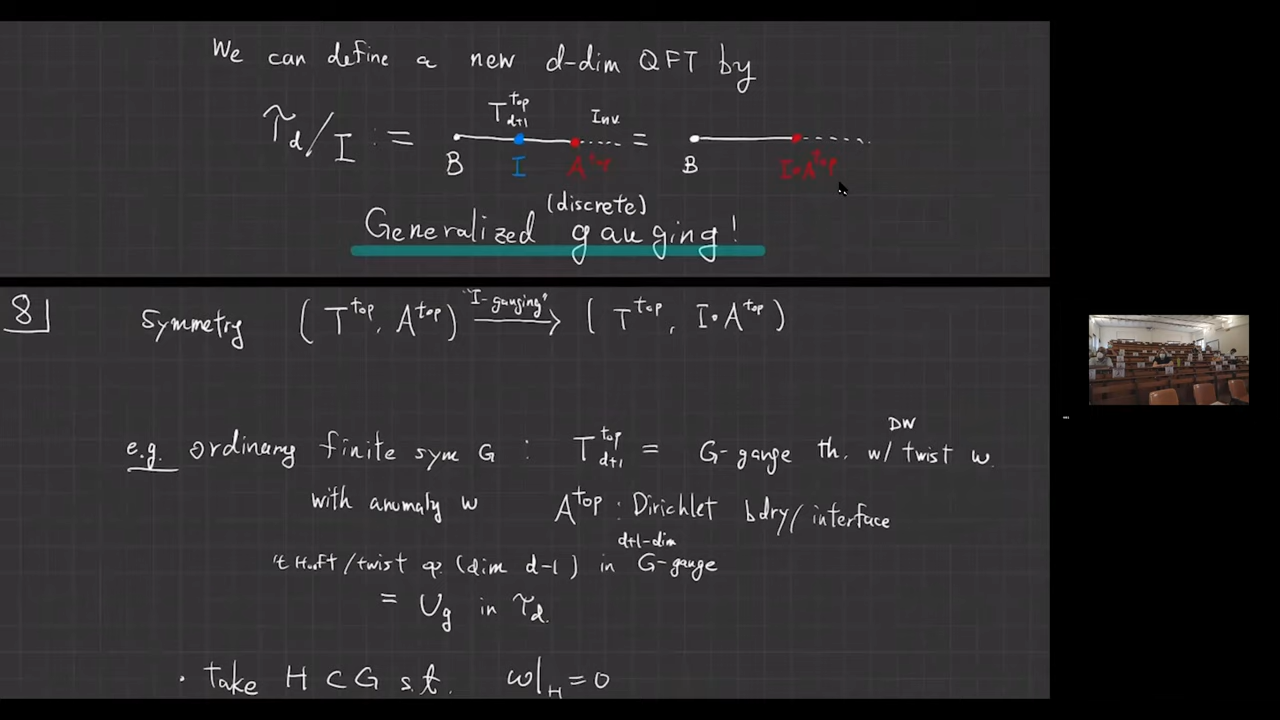 We can define a new d-dim QFT by
T_d/I := B T^top_{d+1} I A^top Inv = B I·A^top
Generalized (discrete) gauging!
8
Symmetry (T^top, A^top) "I-gauging" → (T^top, I·A^top)
e.g. ordinary finite sym G : T^top_{d+1} = G-gauge th. w/ DW twist w.
with anomaly w A^top : Dirichlet bdry/interface
't Hooft/twist op. (dim d-1) in d+1-dim G-gauge
= U_g in T_d.
· Take H ⊂ G s.t. w|_H = 0